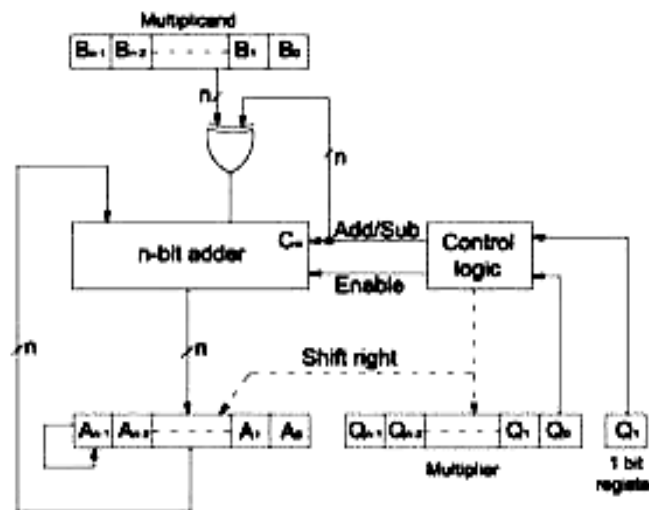 Multiplicand
Bn-1 Bn-2 B1 B0
n
n
n-bit adder
Cin
Add/Sub
Control
logic
Enable
n
n
Shift right
An-1 An-2 A1 A0
Qn-1 Qn-2 Q1 Q0
Q-1
Multiplier
1 bit
register